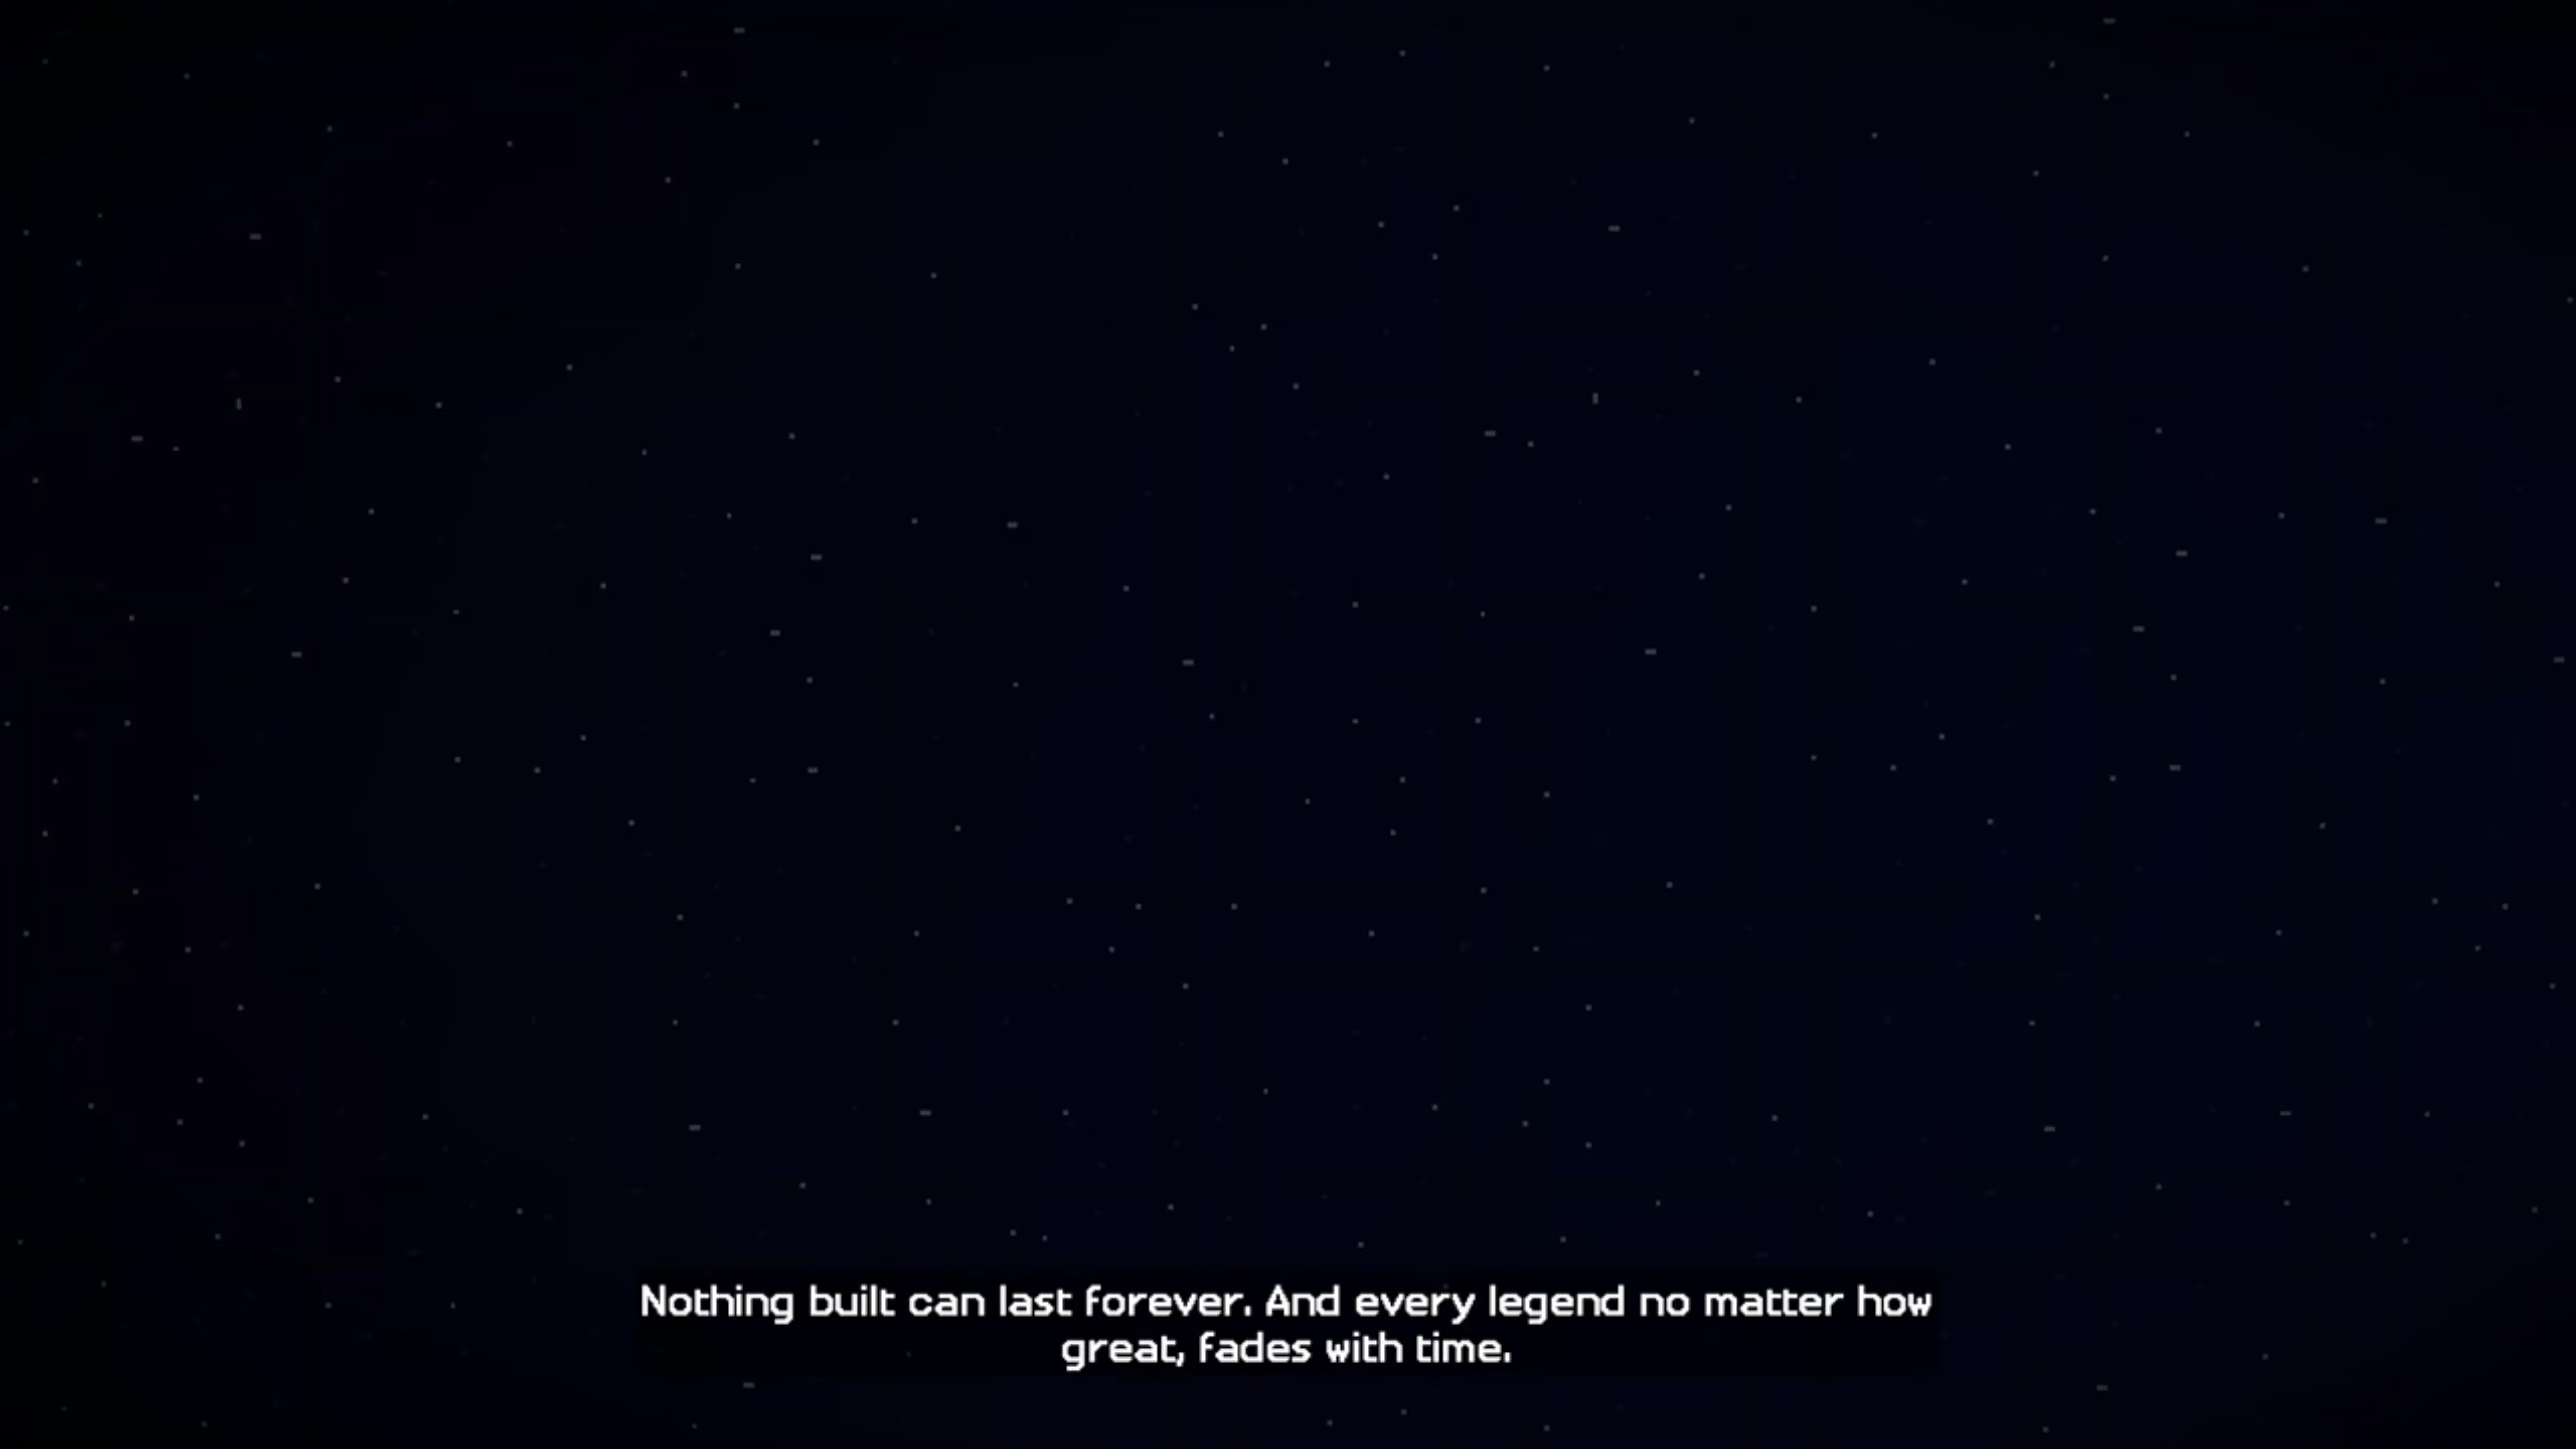 Nothing built can last forever. And every legend no matter how
great, fades with time.